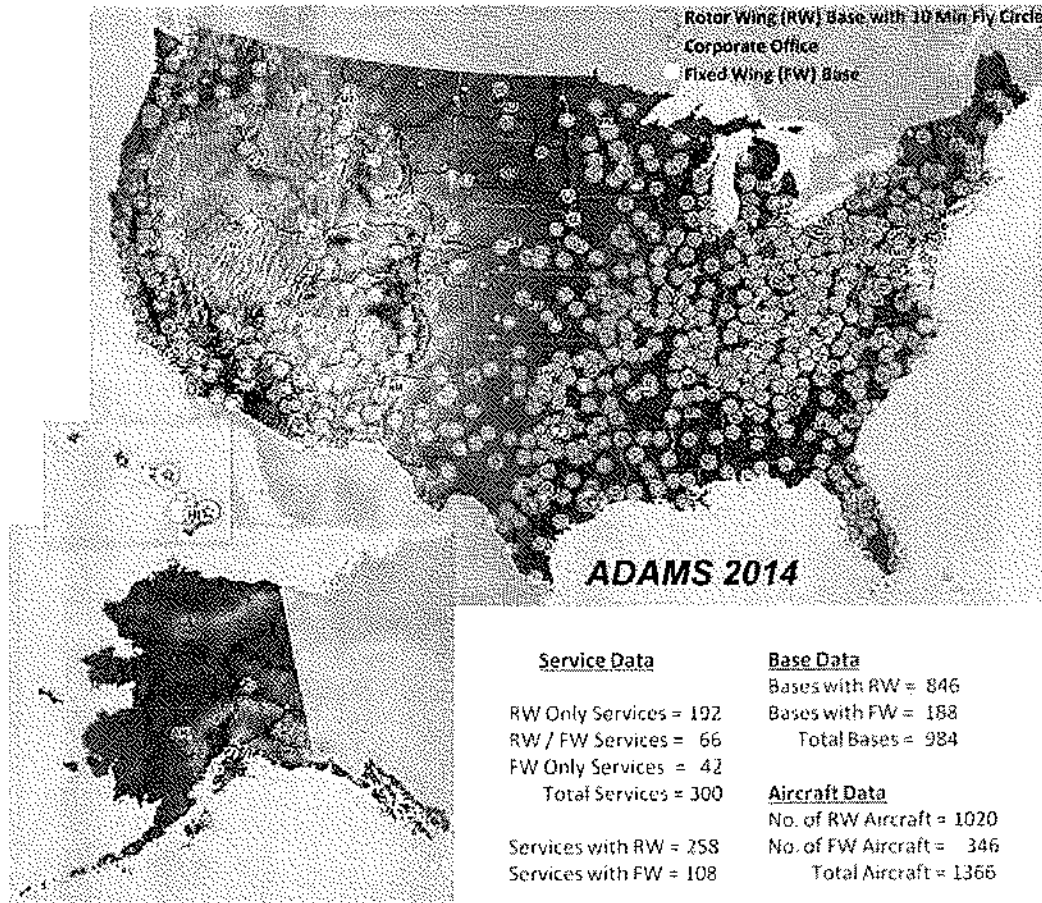 Rotor Wing (RW) Base with 10 Min Fly Circle
Corporate Office
Fixed Wing (FW) Base
HI
ADAMS 2014
Service Data
RW Only Services = 192
RW / FW Services = 66
FW Only Services = 42
Total Services = 300
Services with RW = 258
Services with FW = 108
Base Data
Bases with RW = 846
Bases with FW = 188
Total Bases = 984
Aircraft Data
No. of RW Aircraft = 1020
No. of FW Aircraft = 346
Total Aircraft = 1366